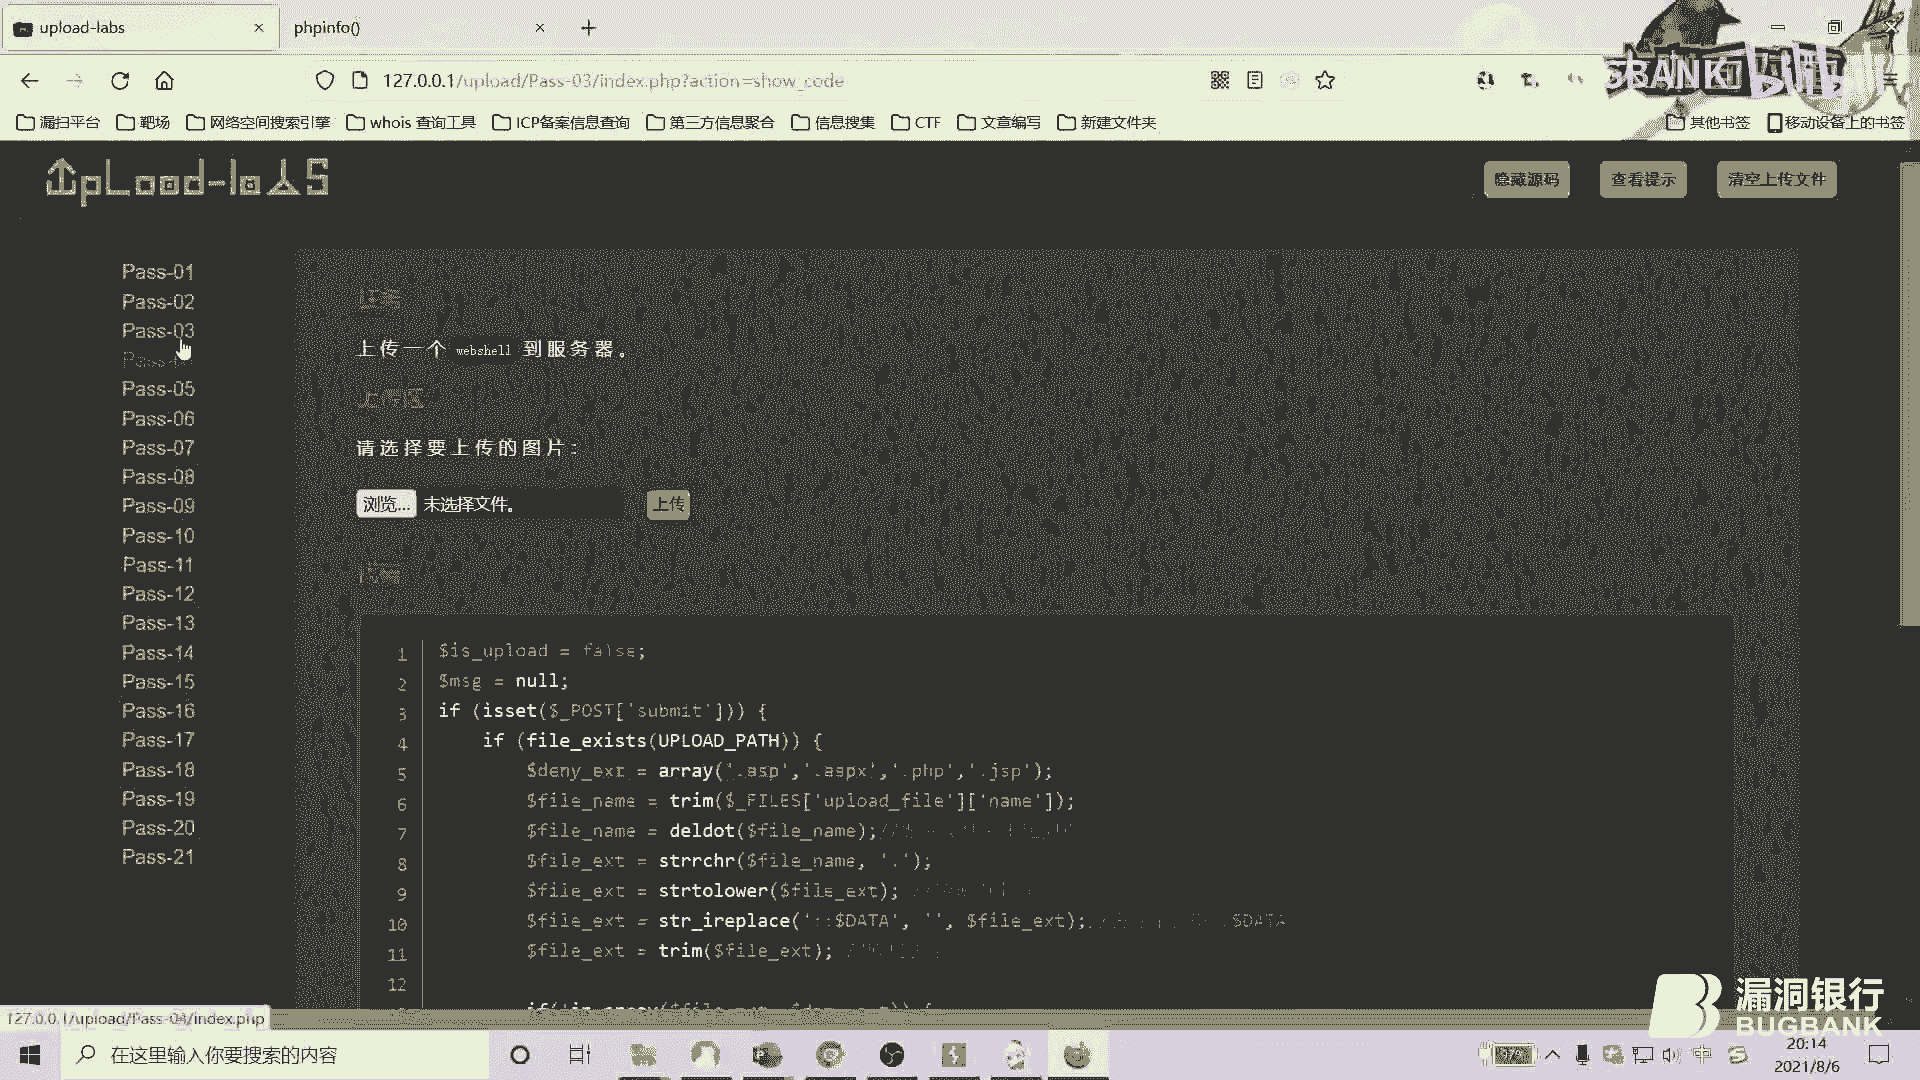 upload-labs
phpinfo()
127.0.0.1/upload/Pass-03/index.php?action=show_code
漏扫平台
靶场
网络空间搜索引擎
whois 查询工具
ICP备案信息查询
第三方信息聚合
信息搜集
CTF
文章编写
新建文件夹
其他书签
移动设备上的书签
UpLoad-labS
隐藏源码
查看提示
清空上传文件
Pass-01
Pass-02
Pass-03
Pass-05
Pass-06
Pass-07
Pass-08
Pass-09
Pass-10
Pass-11
Pass-12
Pass-13
Pass-14
Pass-15
Pass-16
Pass-17
Pass-18
Pass-19
Pass-20
Pass-21
上传一个 webshell 到服务器。
上传区
请选择要上传的图片：
浏览... 未选择文件。
上传
1 $is_upload = false;
2 $msg = null;
3 if (isset($_POST['submit'])) {
4 if (file_exists(UPLOAD_PATH)) {
5 $deny_ext = array('.asp','.aspx','.php','.jsp');
6 $file_name = trim($_FILES['upload_file']['name']);
7 $file_name = deldot($file_name);//
8 $file_ext = strrchr($file_name, '.');
9 $file_ext = strtolower($file_ext); //
10 $file_ext = str_ireplace('::$DATA', '', $file_ext);//
11 $file_ext = trim($file_ext); //
12
127.0.0.1/upload/Pass-04/index.php
漏洞银行
BUGBANK
在这里输入你要搜索的内容
中
20:14
2021/8/6